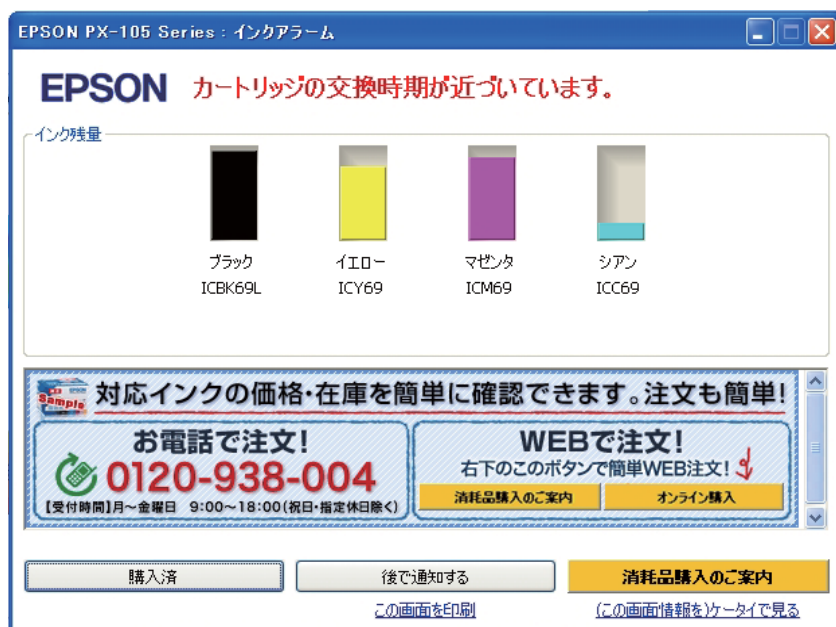 EPSON PX-105 Series : インクアラーム
EPSON カートリッジの交換時期が近づいています。
インク残量
ブラック イエロー マゼンタ シアン
ICBK69L ICY69 ICM69 ICC69
Sample 対応インクの価格・在庫を簡単に確認できます。注文も簡単!
お電話で注文!
0120-938-004
【受付時間】月~金曜日 9:00~18:00(祝日・指定休日除く)
WEBで注文!
右下のこのボタンで簡単WEB注文!
消耗品購入のご案内 オンライン購入
購入済 後で通知する 消耗品購入のご案内
この画面を印刷 (この画面情報を)ケータイで見る